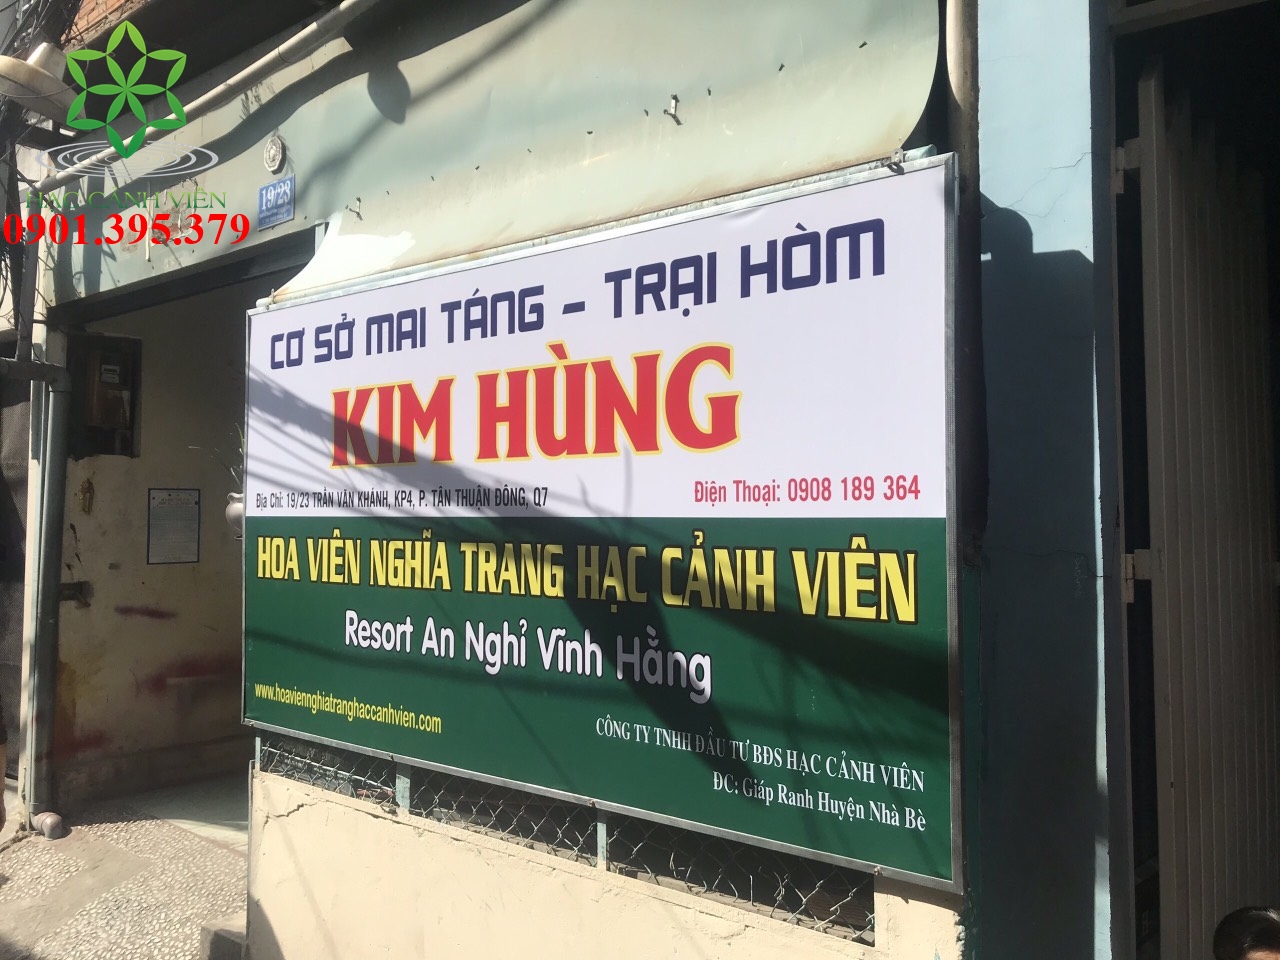 HẠC CẢNH VIÊN
0901.395.379
19/23
CƠ SỞ MAI TÁNG - TRẠI HÒM
KIM HÙNG
Địa Chỉ: 19/23 TRẦN VĂN KHÁNH, KP4, P. TÂN THUẬN ĐÔNG, Q7
Điện Thoại: 0908 189 364
HOA VIÊN NGHĨA TRANG HẠC CẢNH VIÊN
Resort An Nghỉ Vĩnh Hằng
www.hoaviennghiatranghaccanhvien.com
CÔNG TY TNHH ĐẦU TƯ BĐS HẠC CẢNH VIÊN
ĐC: Giáp Ranh Huyện Nhà Bè